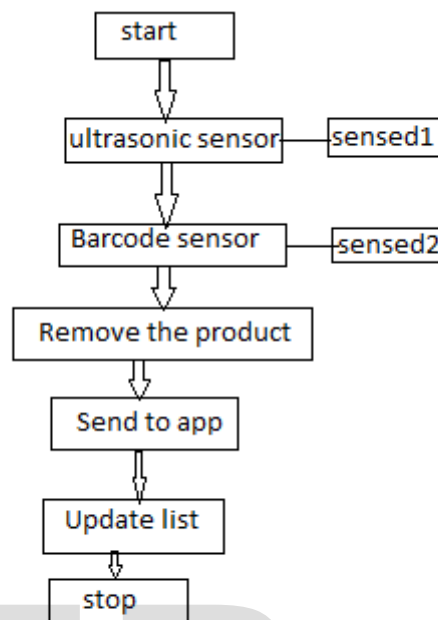 start
ultrasonic sensor
sensed1
Barcode sensor
sensed2
Remove the product
Send to app
Update list
stop